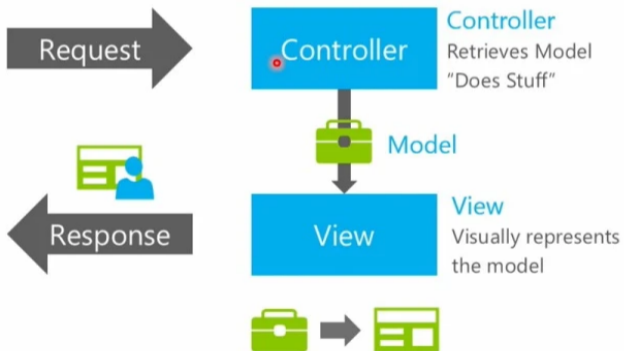 Request
Controller
Controller
Retrieves Model
"Does Stuff"
Model
Response
View
View
Visually represents
the model